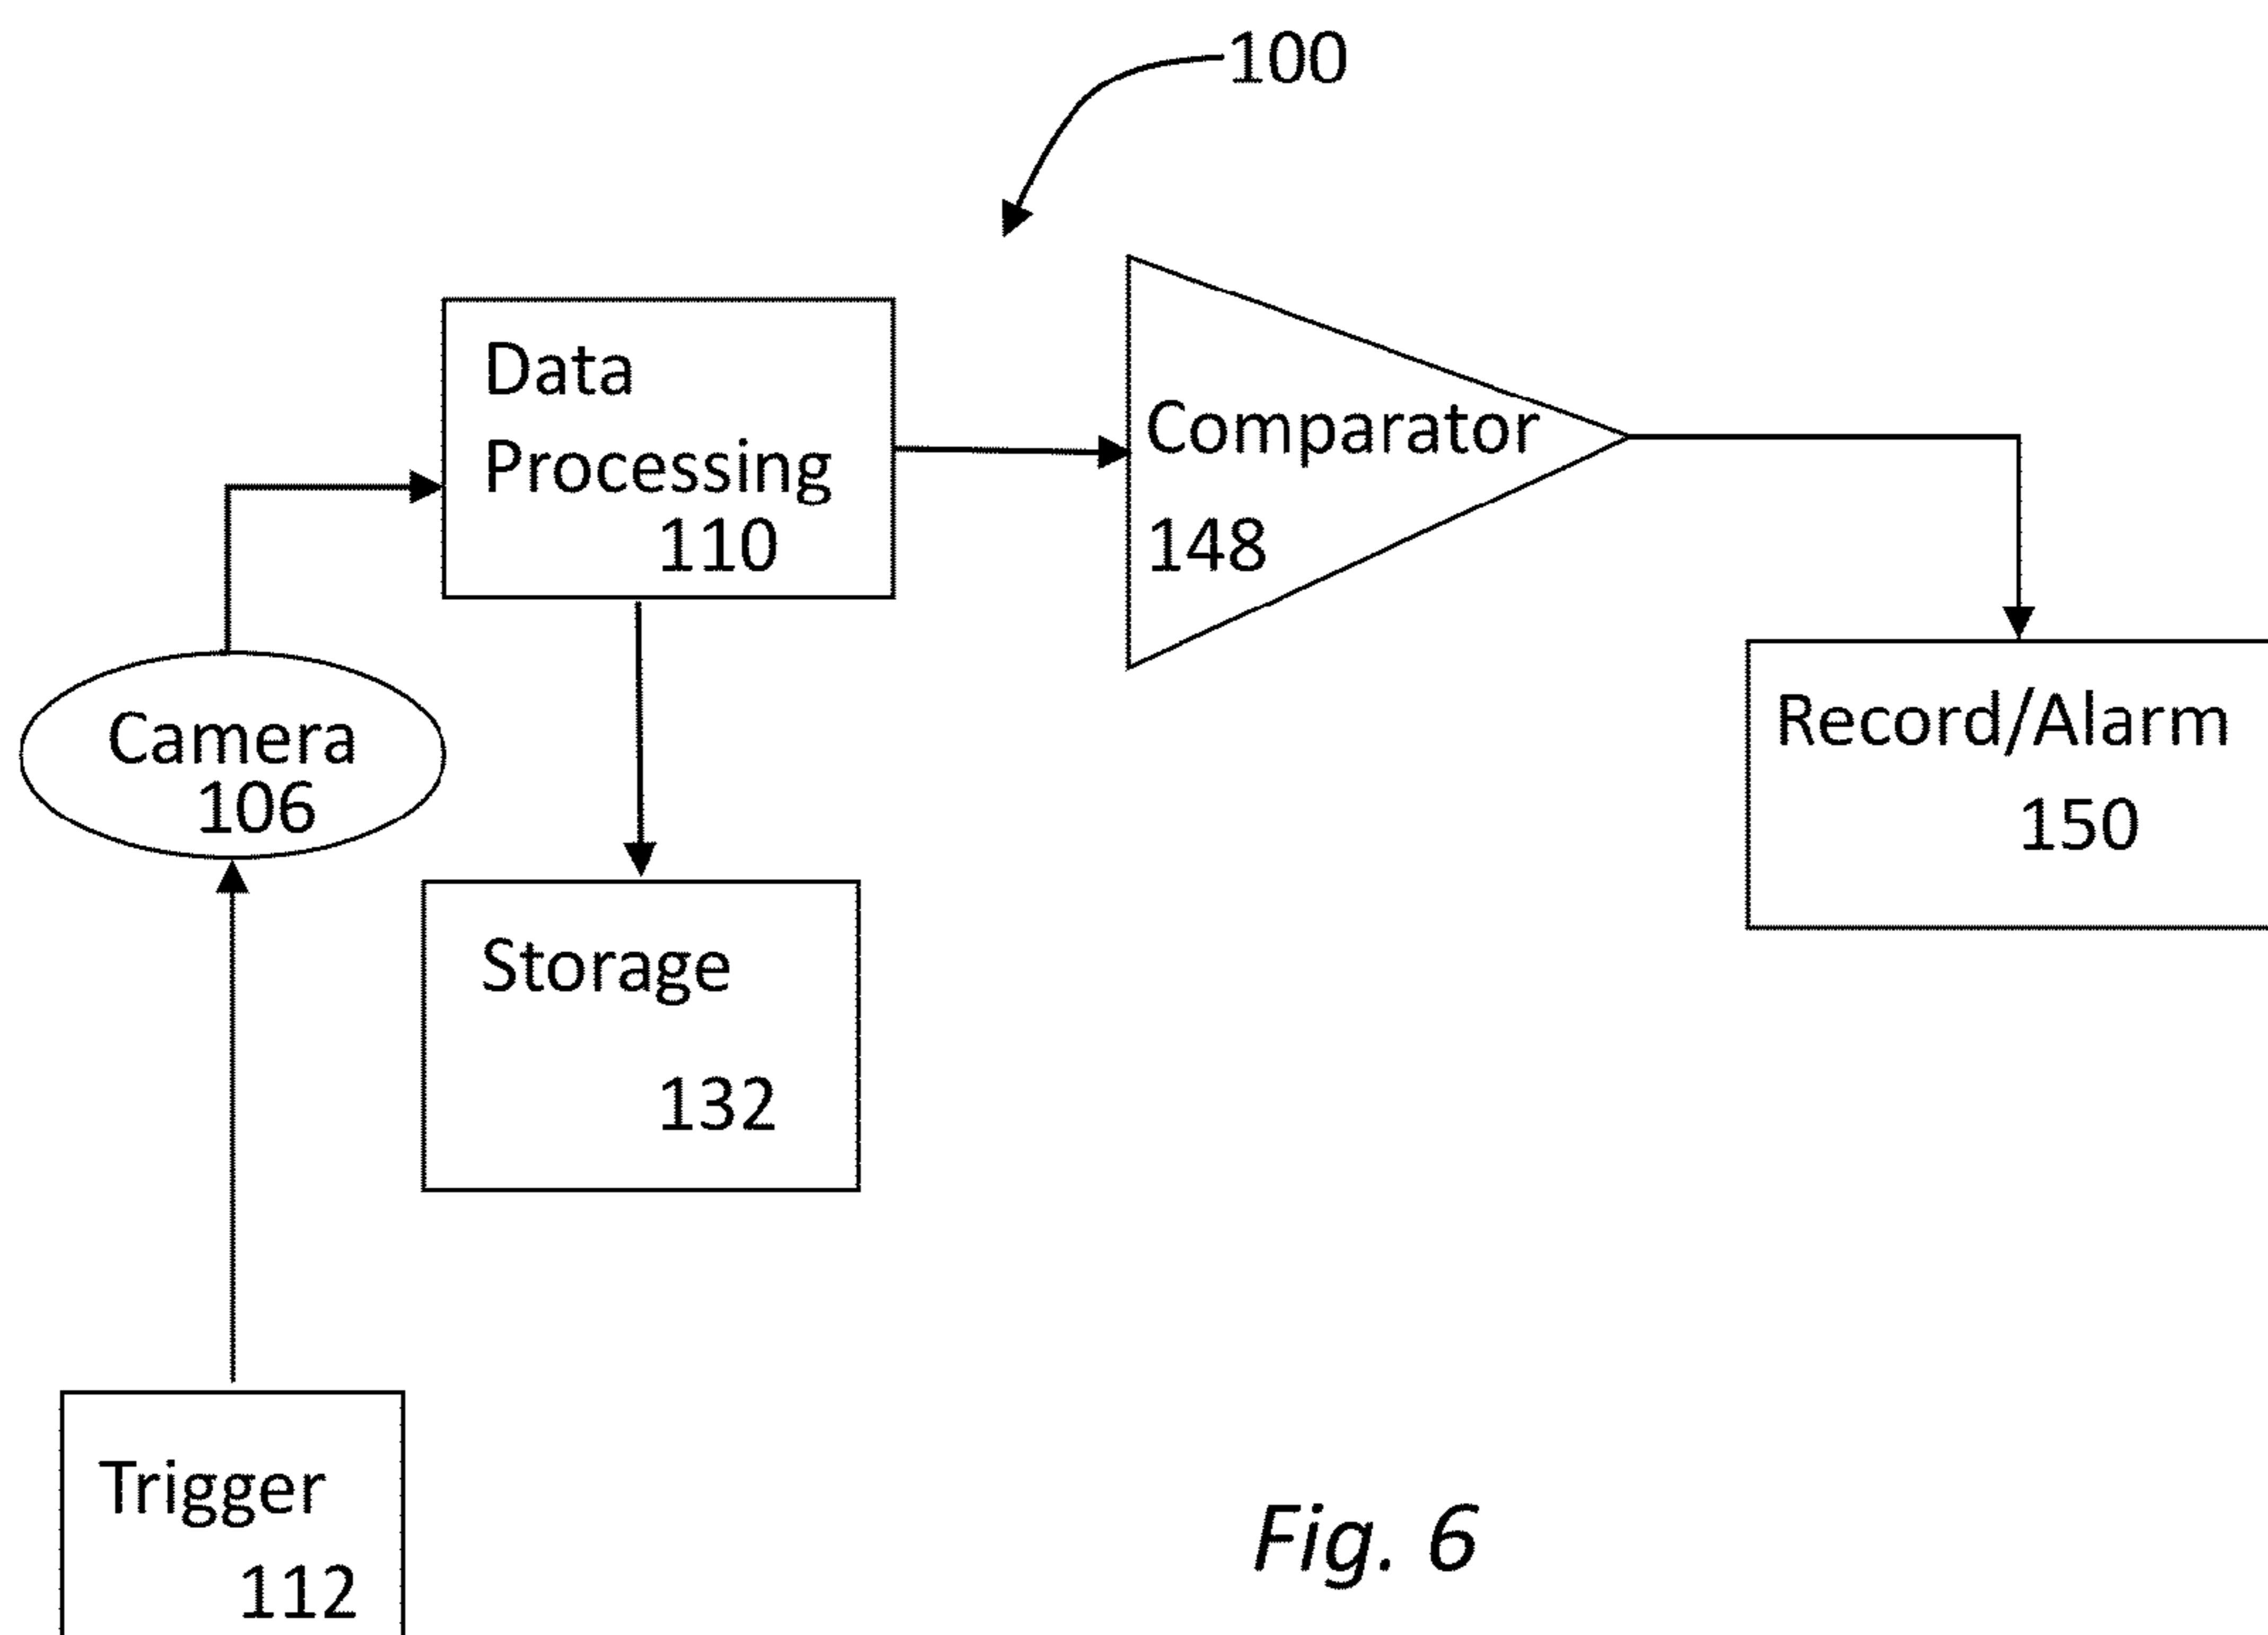 100
Data
Processing
110
Comparator
148
Camera
106
Record/Alarm
150
Storage
132
Trigger
112
Fig. 6